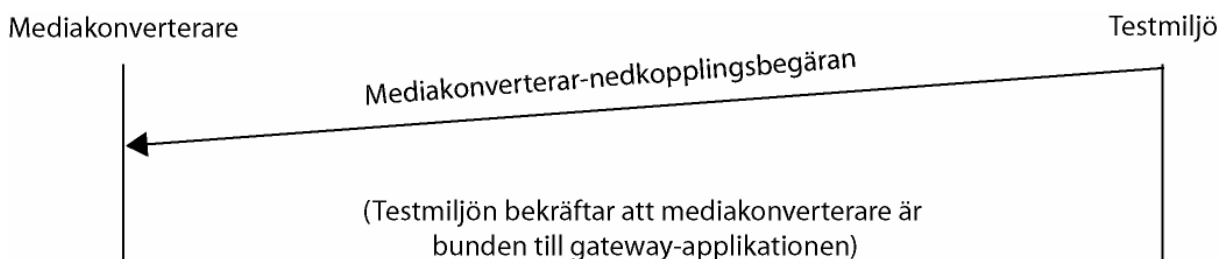 Mediakonverterare
Testmiljö
Mediakonverterar-nedkopplingsbegäran
(Testmiljön bekräftar att mediakonverterare är
bunden till gateway-applikationen)